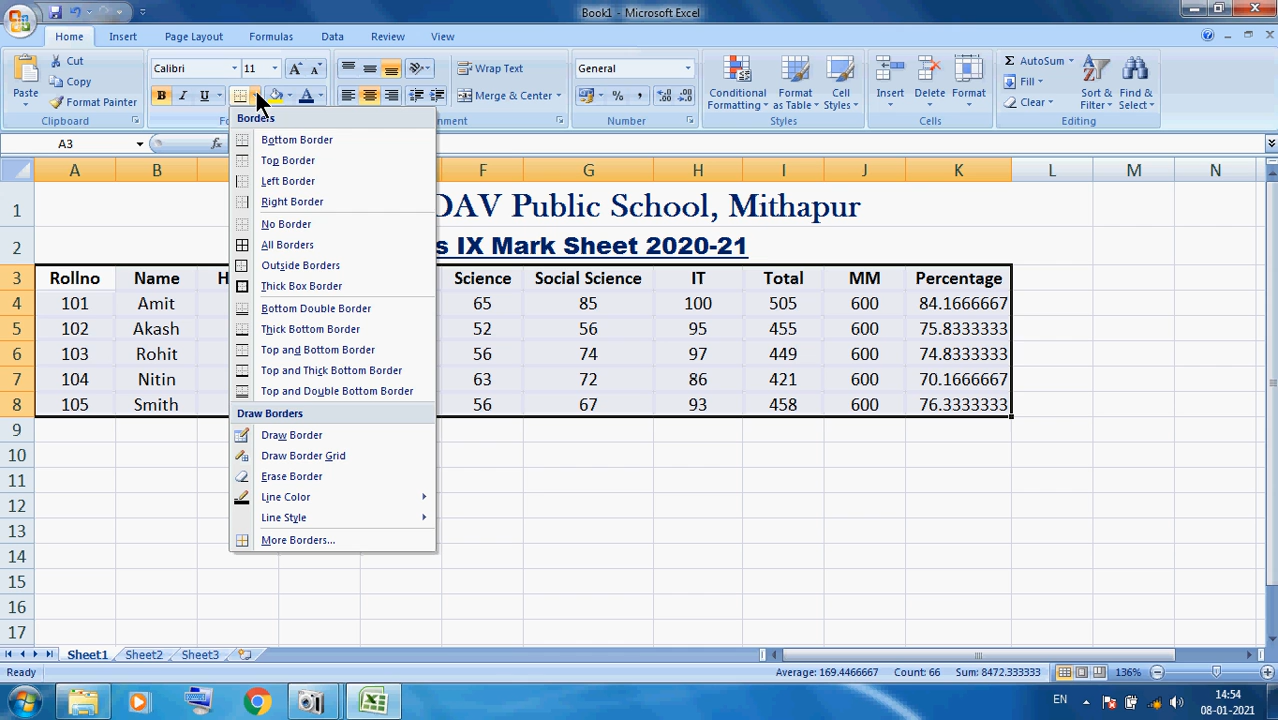 Book1 - Microsoft Excel
Home Insert Page Layout Formulas Data Review View
Paste Cut Copy Format Painter Clipboard
Calibri 11
B I U
Wrap Text
Merge & Center
General
% ,
Number
Conditional Formatting Format as Table Cell Styles
Styles
Insert Delete Format
Cells
Σ AutoSum Fill Clear Sort & Filter Find & Select
Editing
A3 fx
Borders
Bottom Border
Top Border
Left Border
Right Border
No Border
All Borders
Outside Borders
Thick Box Border
Bottom Double Border
Thick Bottom Border
Top and Bottom Border
Top and Thick Bottom Border
Top and Double Bottom Border
Draw Borders
Draw Border
Draw Border Grid
Erase Border
Line Color
Line Style
More Borders...
A B F G H I J K L M N
1 DAV Public School, Mithapur
2 s IX Mark Sheet 2020-21
3 Rollno Name H Science Social Science IT Total MM Percentage
4 101 Amit 65 85 100 505 600 84.1666667
5 102 Akash 52 56 95 455 600 75.8333333
6 103 Rohit 56 74 97 449 600 74.8333333
7 104 Nitin 63 72 86 421 600 70.1666667
8 105 Smith 56 67 93 458 600 76.3333333
9
10
11
12
13
14
15
16
17
Sheet1 Sheet2 Sheet3
Ready Average: 169.4466667 Count: 66 Sum: 8472.333333 136%
EN 14:54
08-01-2021